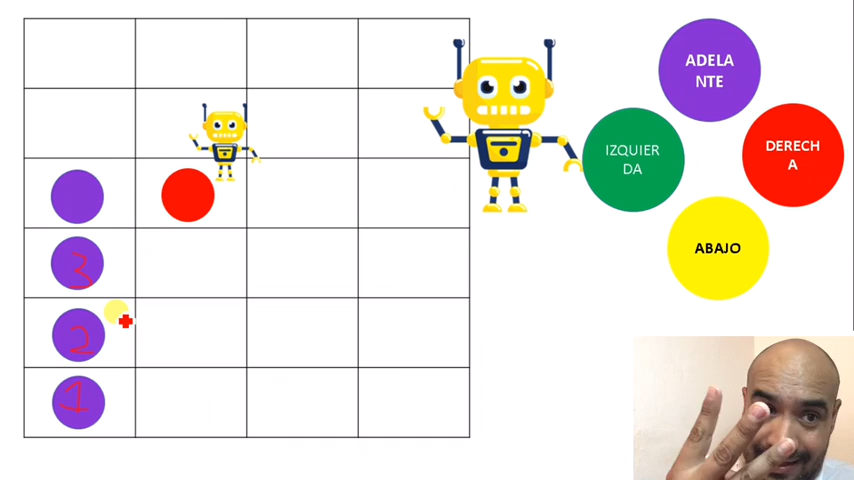 ADELA
NTE
IZQUIER
DA
DERECH
A
ABAJO
3
2
1